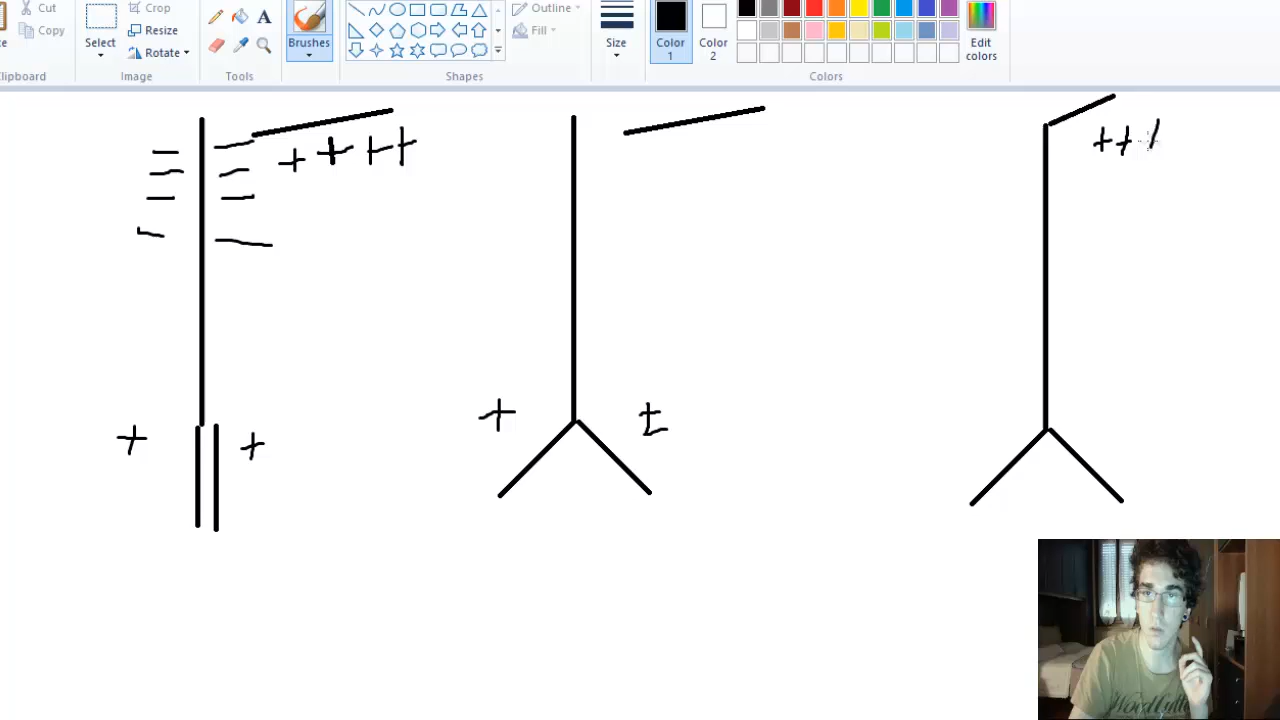 Cut
Copy
Clipboard
Select
Crop
Resize
Rotate
Image
A
Tools
Brushes
Outline
Fill
Shapes
Size
Color
1
Color
2
Edit
colors
Colors
- - + + + +
- -
- -
- -
+ +
+ ±
+ + /